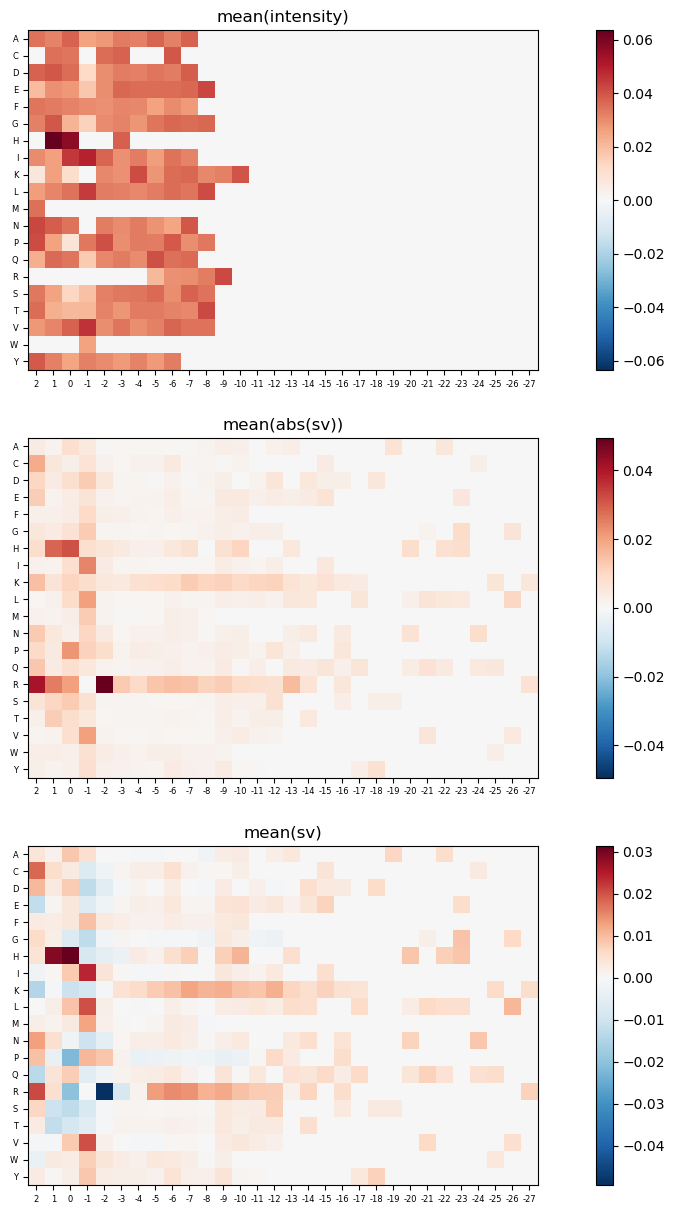 mean(intensity)
A
C
D
E
F
G
H
I
K
L
M
N
P
Q
R
S
T
V
W
Y
2 1 0 -1 -2 -3 -4 -5 -6 -7 -8 -9 -10 -11 -12 -13 -14 -15 -16 -17 -18 -19 -20 -21 -22 -23 -24 -25 -26 -27
0.06
0.04
0.02
0.00
−0.02
−0.04
−0.06
mean(abs(sv))
A
C
D
E
F
G
H
I
K
L
M
N
P
Q
R
S
T
V
W
Y
2 1 0 -1 -2 -3 -4 -5 -6 -7 -8 -9 -10 -11 -12 -13 -14 -15 -16 -17 -18 -19 -20 -21 -22 -23 -24 -25 -26 -27
0.04
0.02
0.00
−0.02
−0.04
mean(sv)
A
C
D
E
F
G
H
I
K
L
M
N
P
Q
R
S
T
V
W
Y
2 1 0 -1 -2 -3 -4 -5 -6 -7 -8 -9 -10 -11 -12 -13 -14 -15 -16 -17 -18 -19 -20 -21 -22 -23 -24 -25 -26 -27
0.03
0.02
0.01
0.00
−0.01
−0.02
−0.03
−0.04